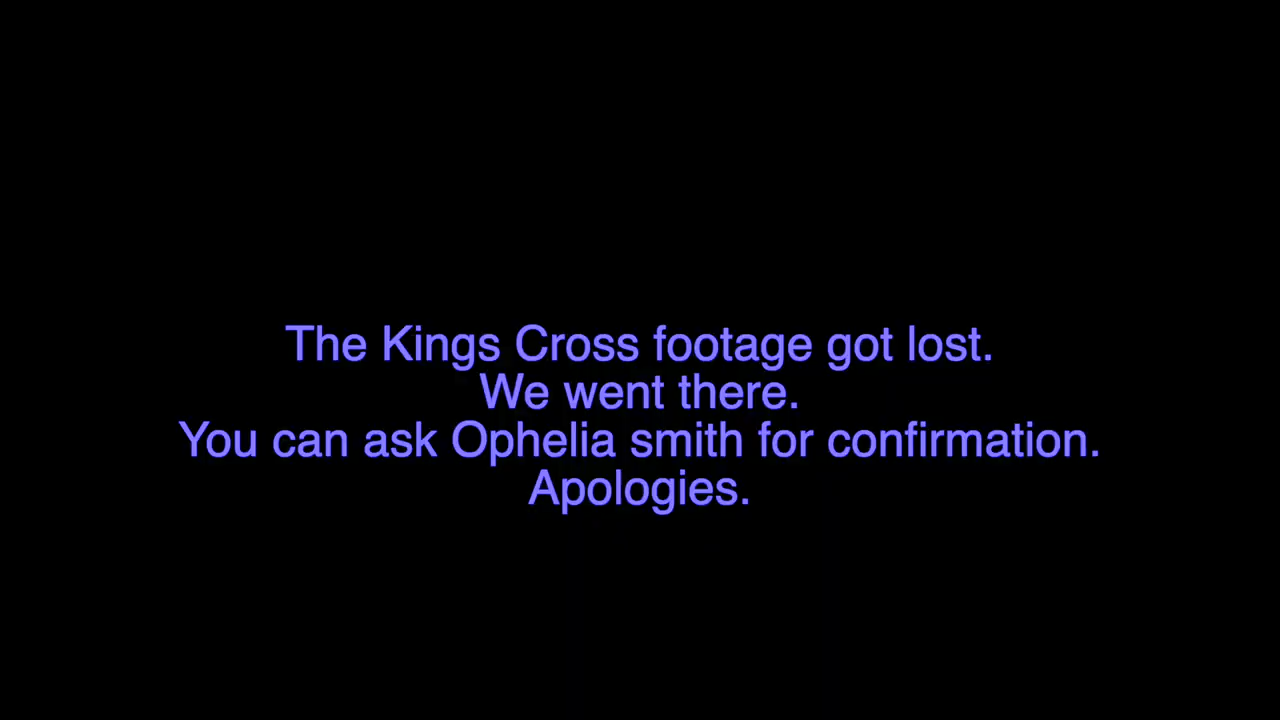 The Kings Cross footage got lost.
We went there.
You can ask Ophelia smith for confirmation.
Apologies.